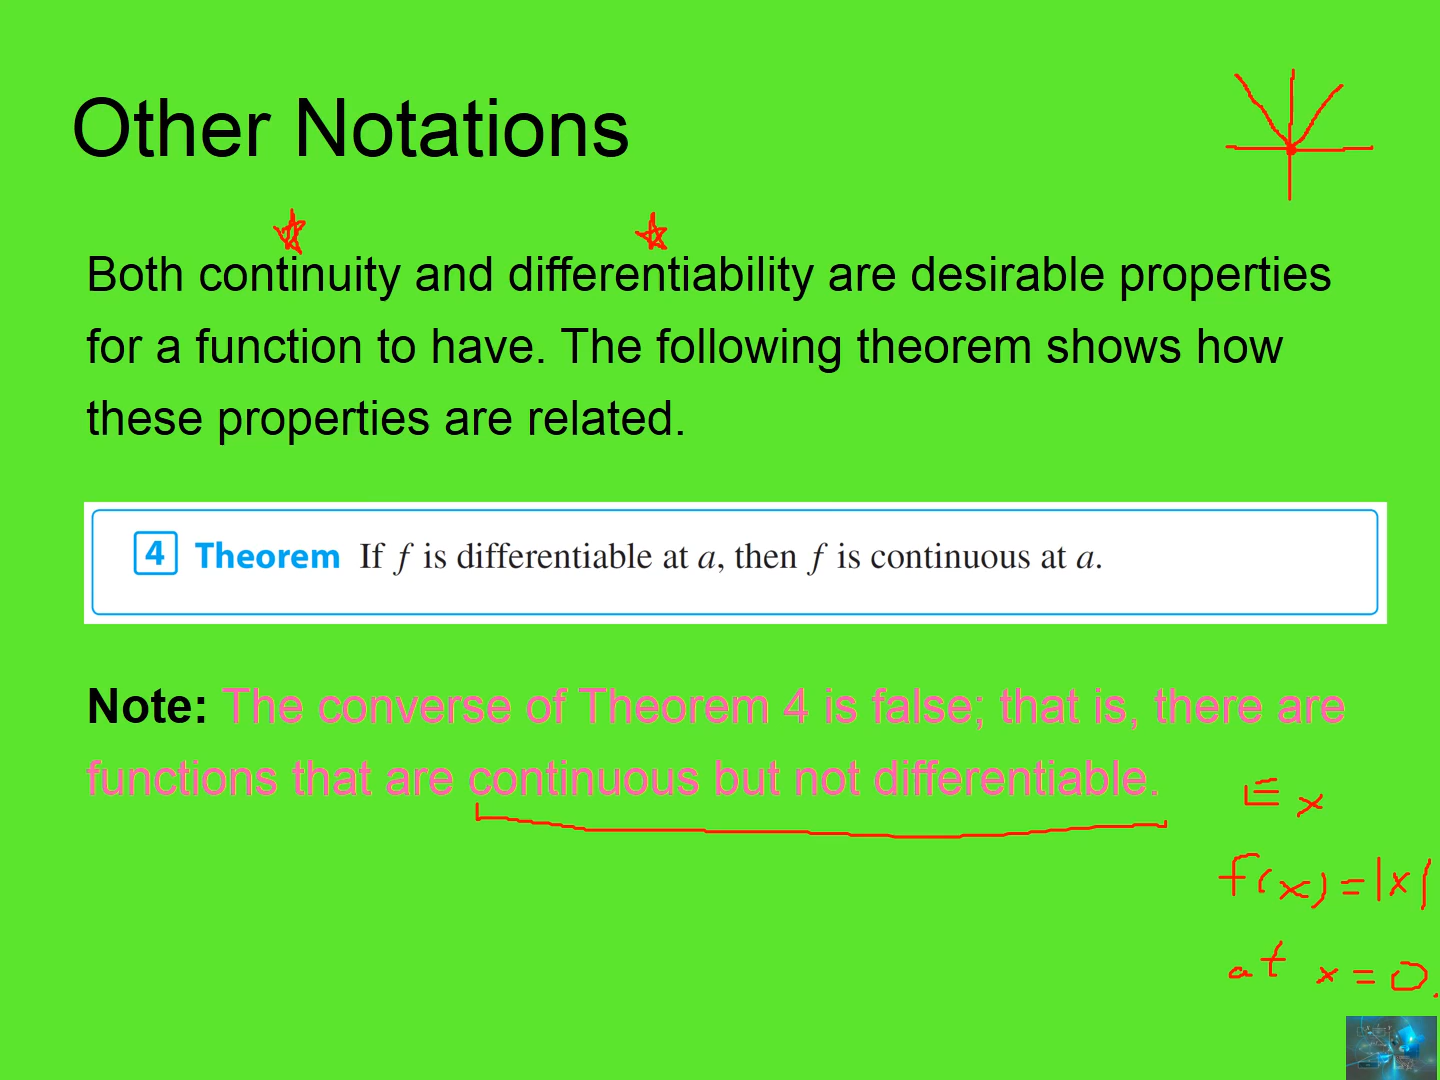 Other Notations
Both continuity and differentiability are desirable properties
for a function to have. The following theorem shows how
these properties are related.
4 Theorem If f is differentiable at a, then f is continuous at a.
Note: The converse of Theorem 4 is false; that is, there are
functions that are continuous but not differentiable.
Ex
f(x)=|x|
at x=0.